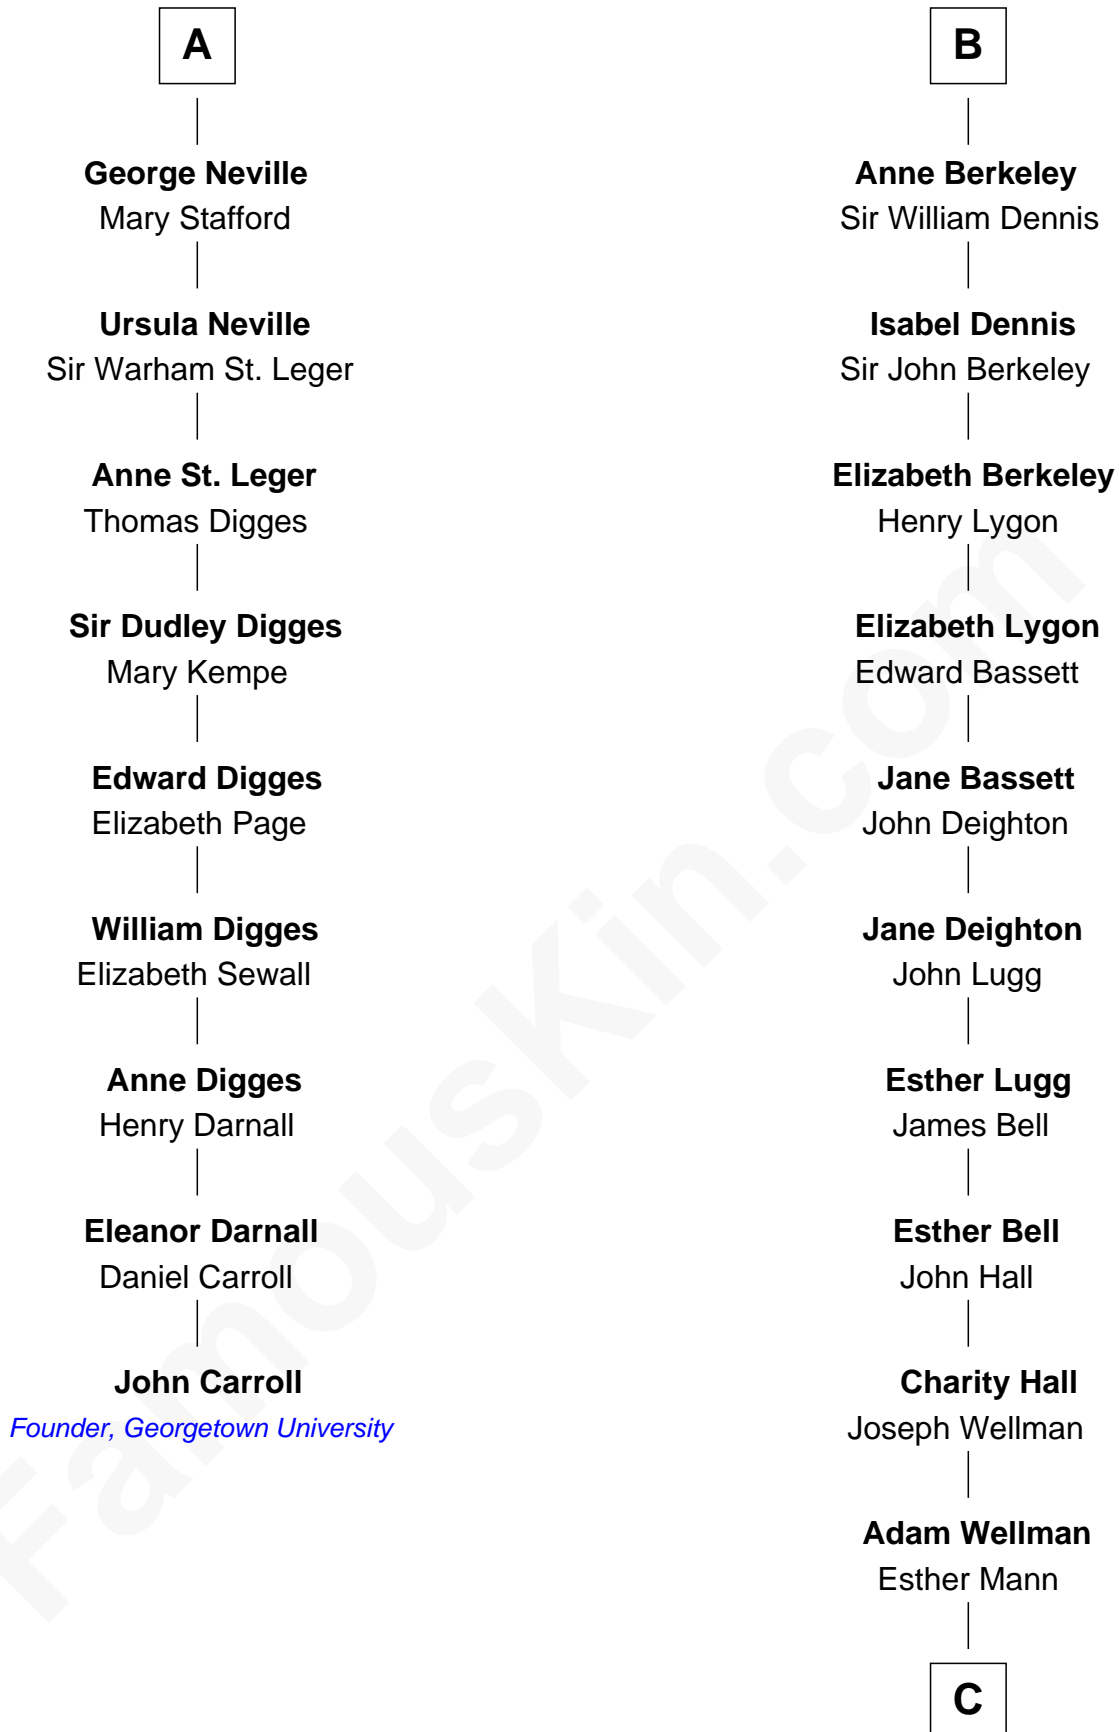 A
George Neville
Mary Stafford
Ursula Neville
Sir Warham St. Leger
Anne St. Leger
Thomas Digges
Sir Dudley Digges
Mary Kempe
Edward Digges
Elizabeth Page
William Digges
Elizabeth Sewall
Anne Digges
Henry Darnall
Eleanor Darnall
Daniel Carroll
John Carroll
Founder, Georgetown University
B
Anne Berkeley
Sir William Dennis
Isabel Dennis
Sir John Berkeley
Elizabeth Berkeley
Henry Lygon
Elizabeth Lygon
Edward Bassett
Jane Bassett
John Deighton
Jane Deighton
John Lugg
Esther Lugg
James Bell
Esther Bell
John Hall
Charity Hall
Joseph Wellman
Adam Wellman
Esther Mann
C
FamousKin.com